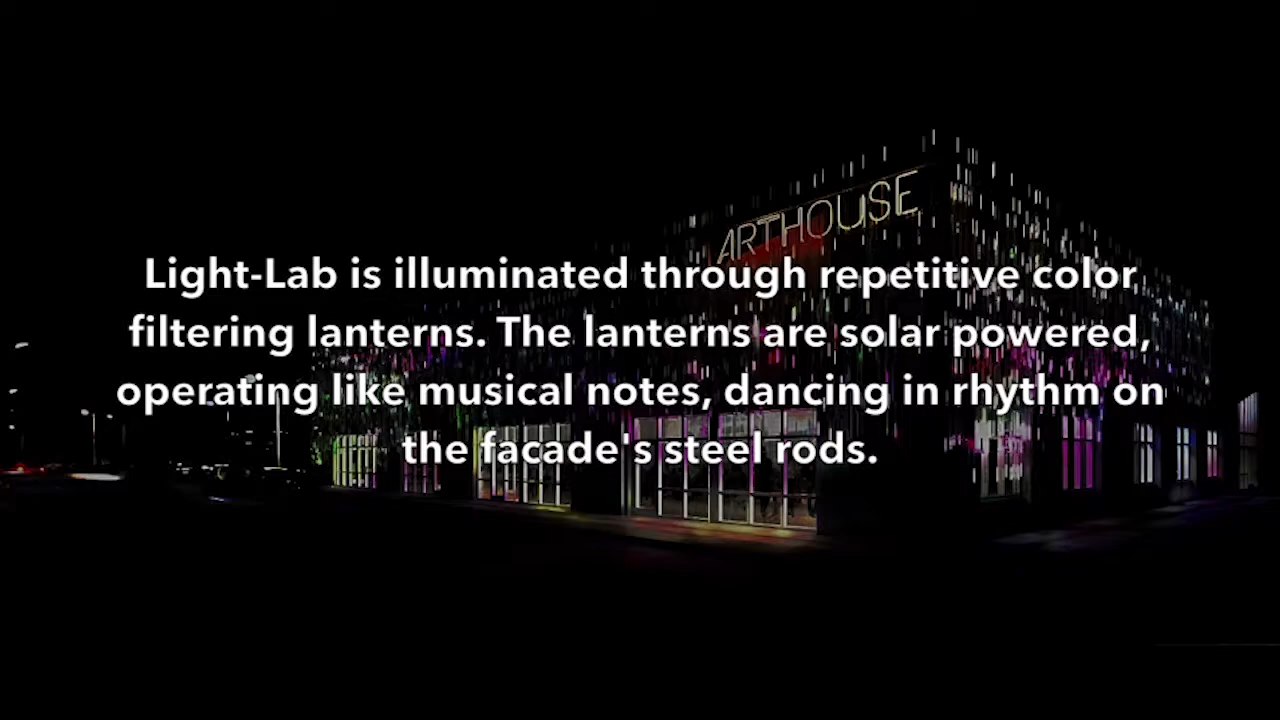 ARTHOUSE
Light-Lab is illuminated through repetitive color
filtering lanterns. The lanterns are solar powered,
operating like musical notes, dancing in rhythm on
the facade's steel rods.